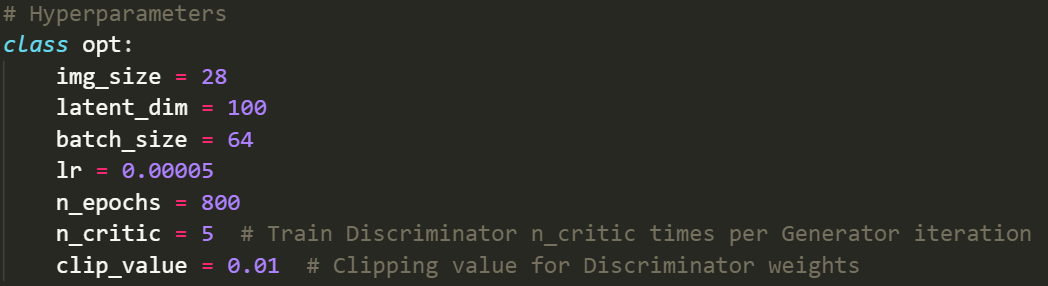 # Hyperparameters
class opt:
    img_size = 28
    latent_dim = 100
    batch_size = 64
    lr = 0.00005
    n_epochs = 800
    n_critic = 5  # Train Discriminator n_critic times per Generator iteration
    clip_value = 0.01  # Clipping value for Discriminator weights